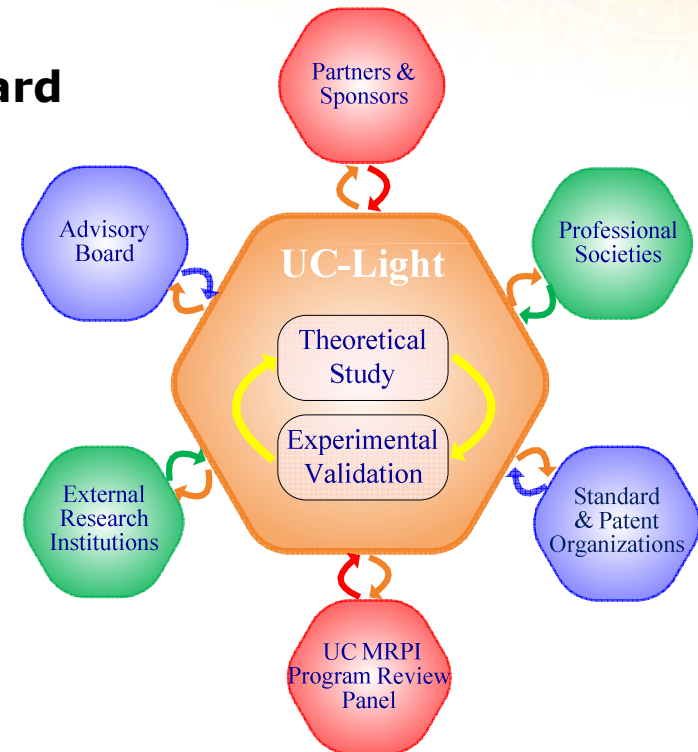 ard
Partners &
Sponsors
Advisory
Board
Professional
Societies
UC-Light
Theoretical
Study
Experimental
Validation
External
Research
Institutions
Standard
& Patent
Organizations
UC MRPI
Program Review
Panel